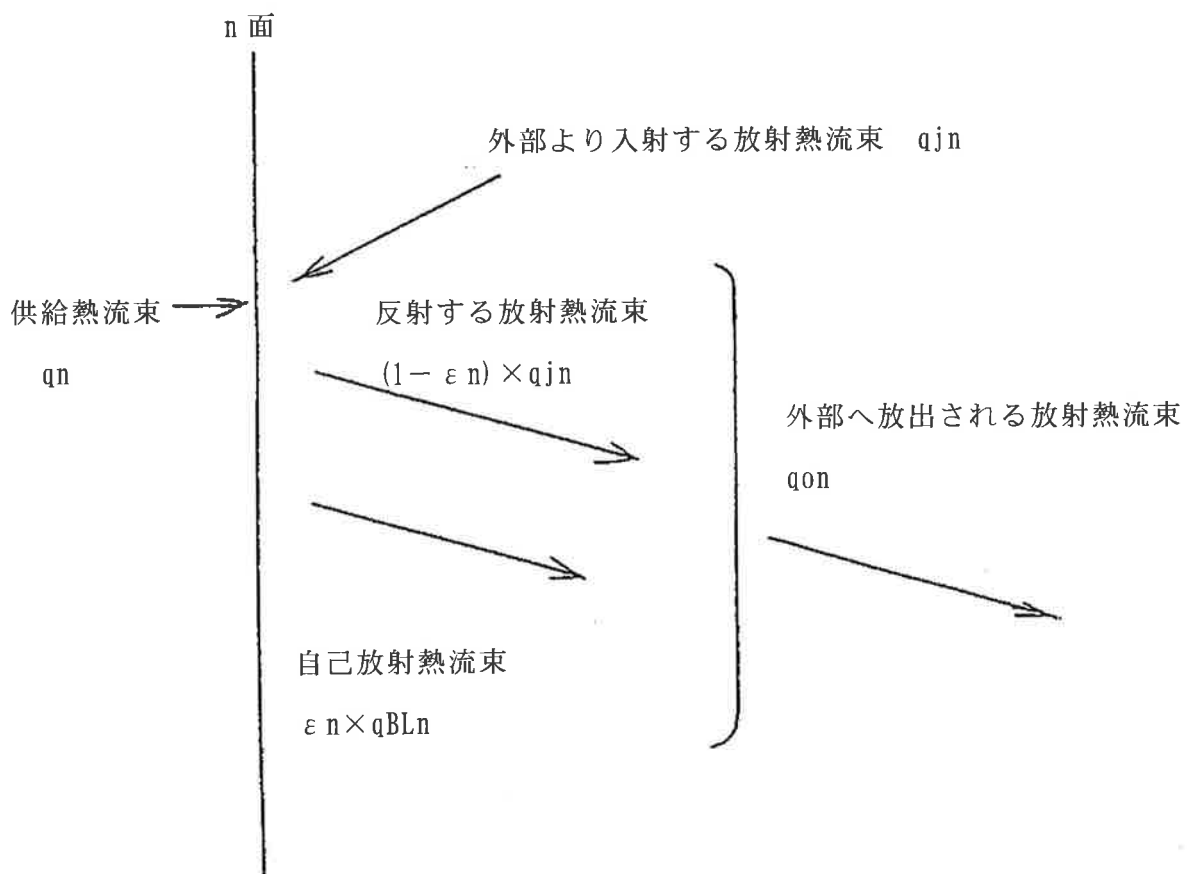 n 面
外部より入射する放射熱流束 qjn
供給熱流束
qn
反射する放射熱流束
(1－ εn)×qjn
外部へ放出される放射熱流束
qon
自己放射熱流束
εn×qBLn